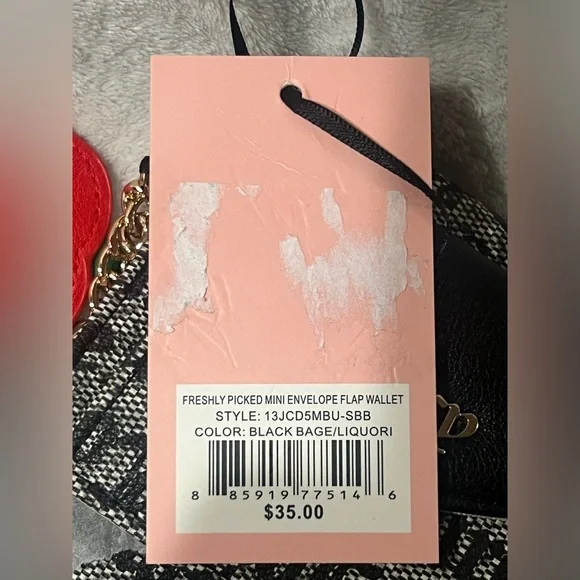 FRESHLY PICKED MINI ENVELOPE FLAP WALLET
STYLE: 13JCD5MBU-SBB
COLOR: BLACK BAGE/LIQUORI
8 85919 77514 6
$35.00